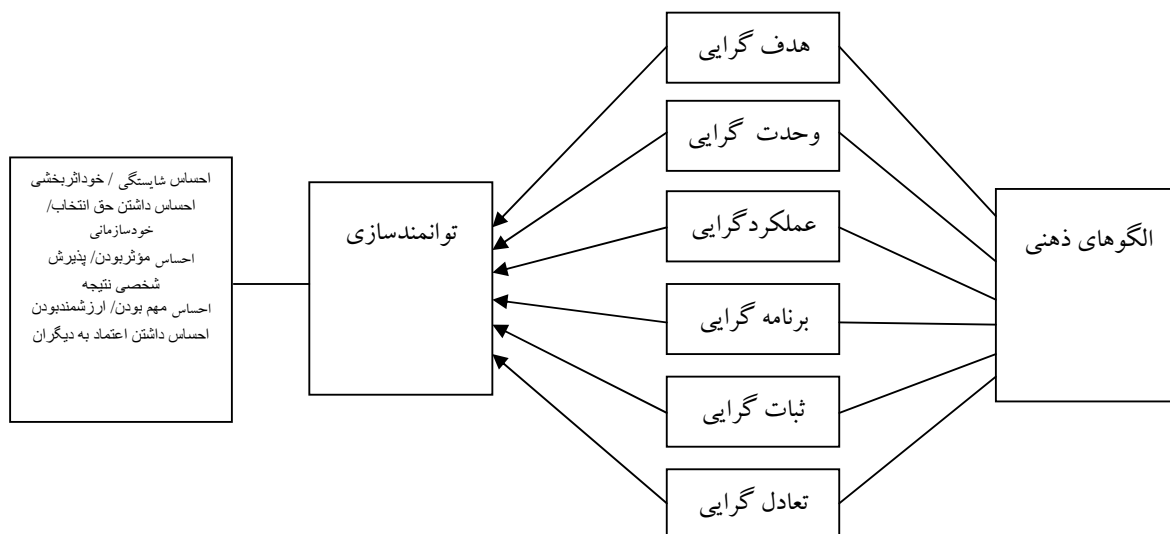 الگوهای ذهنی
هدف گرایی
وحدت گرایی
عملکردگرایی
برنامه گرایی
ثبات گرایی
تعادل گرایی
توانمندسازی
احساس شایستگی / خوداثربخشی
احساس داشتن حق انتخاب/
خودسازمانی
احساس مؤثربودن/ پذیرش
شخصی نتیجه
احساس مهم بودن/ ارزشمندبودن
احساس داشتن اعتماد به دیگران